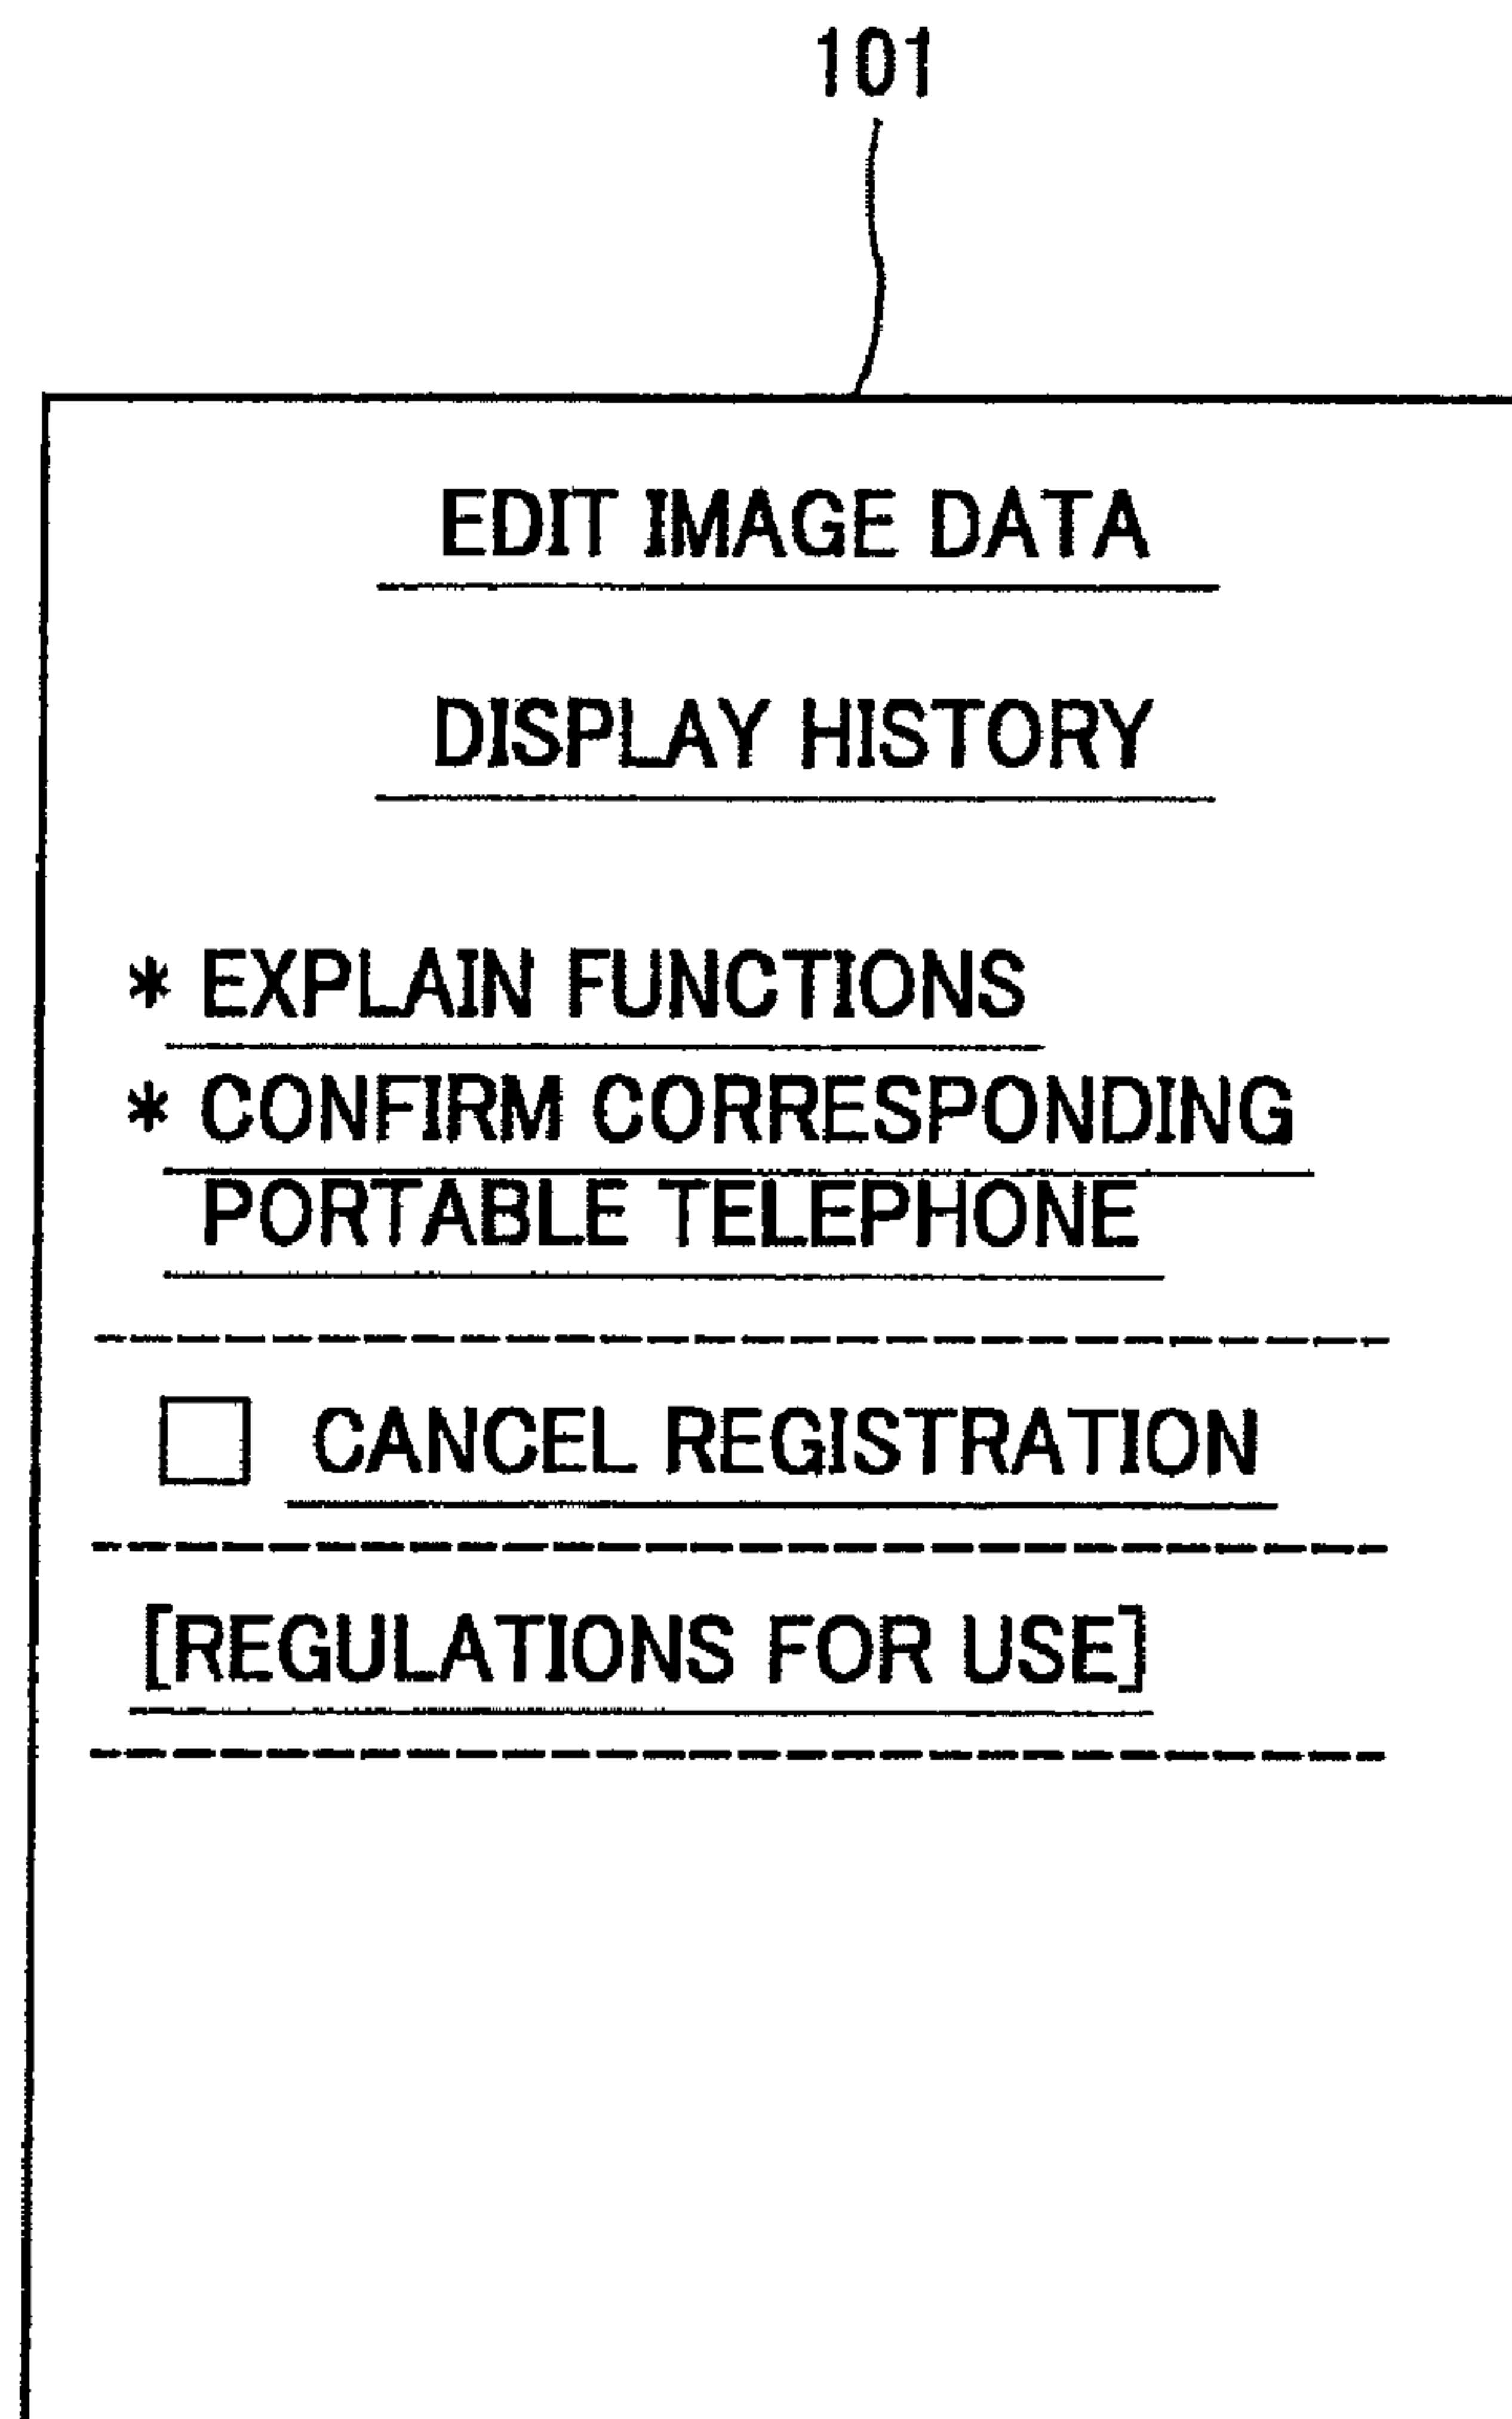 101
EDIT IMAGE DATA
DISPLAY HISTORY
* EXPLAIN FUNCTIONS
* CONFIRM CORRESPONDING
PORTABLE TELEPHONE
CANCEL REGISTRATION
[REGULATIONS FOR USE]